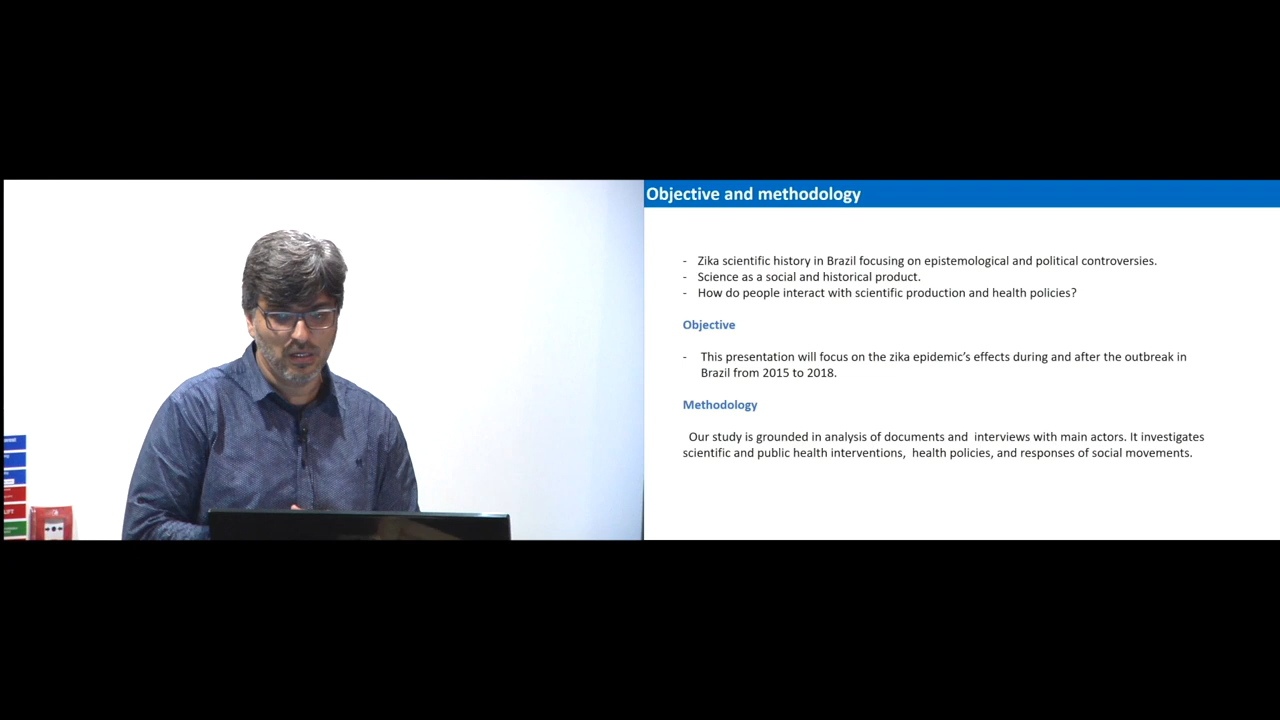 Objective and methodology
- Zika scientific history in Brazil focusing on epistemological and political controversies.
- Science as a social and historical product.
- How do people interact with scientific production and health policies?
Objective
- This presentation will focus on the zika epidemic's effects during and after the outbreak in
Brazil from 2015 to 2018.
Methodology
Our study is grounded in analysis of documents and interviews with main actors. It investigates
scientific and public health interventions, health policies, and responses of social movements.